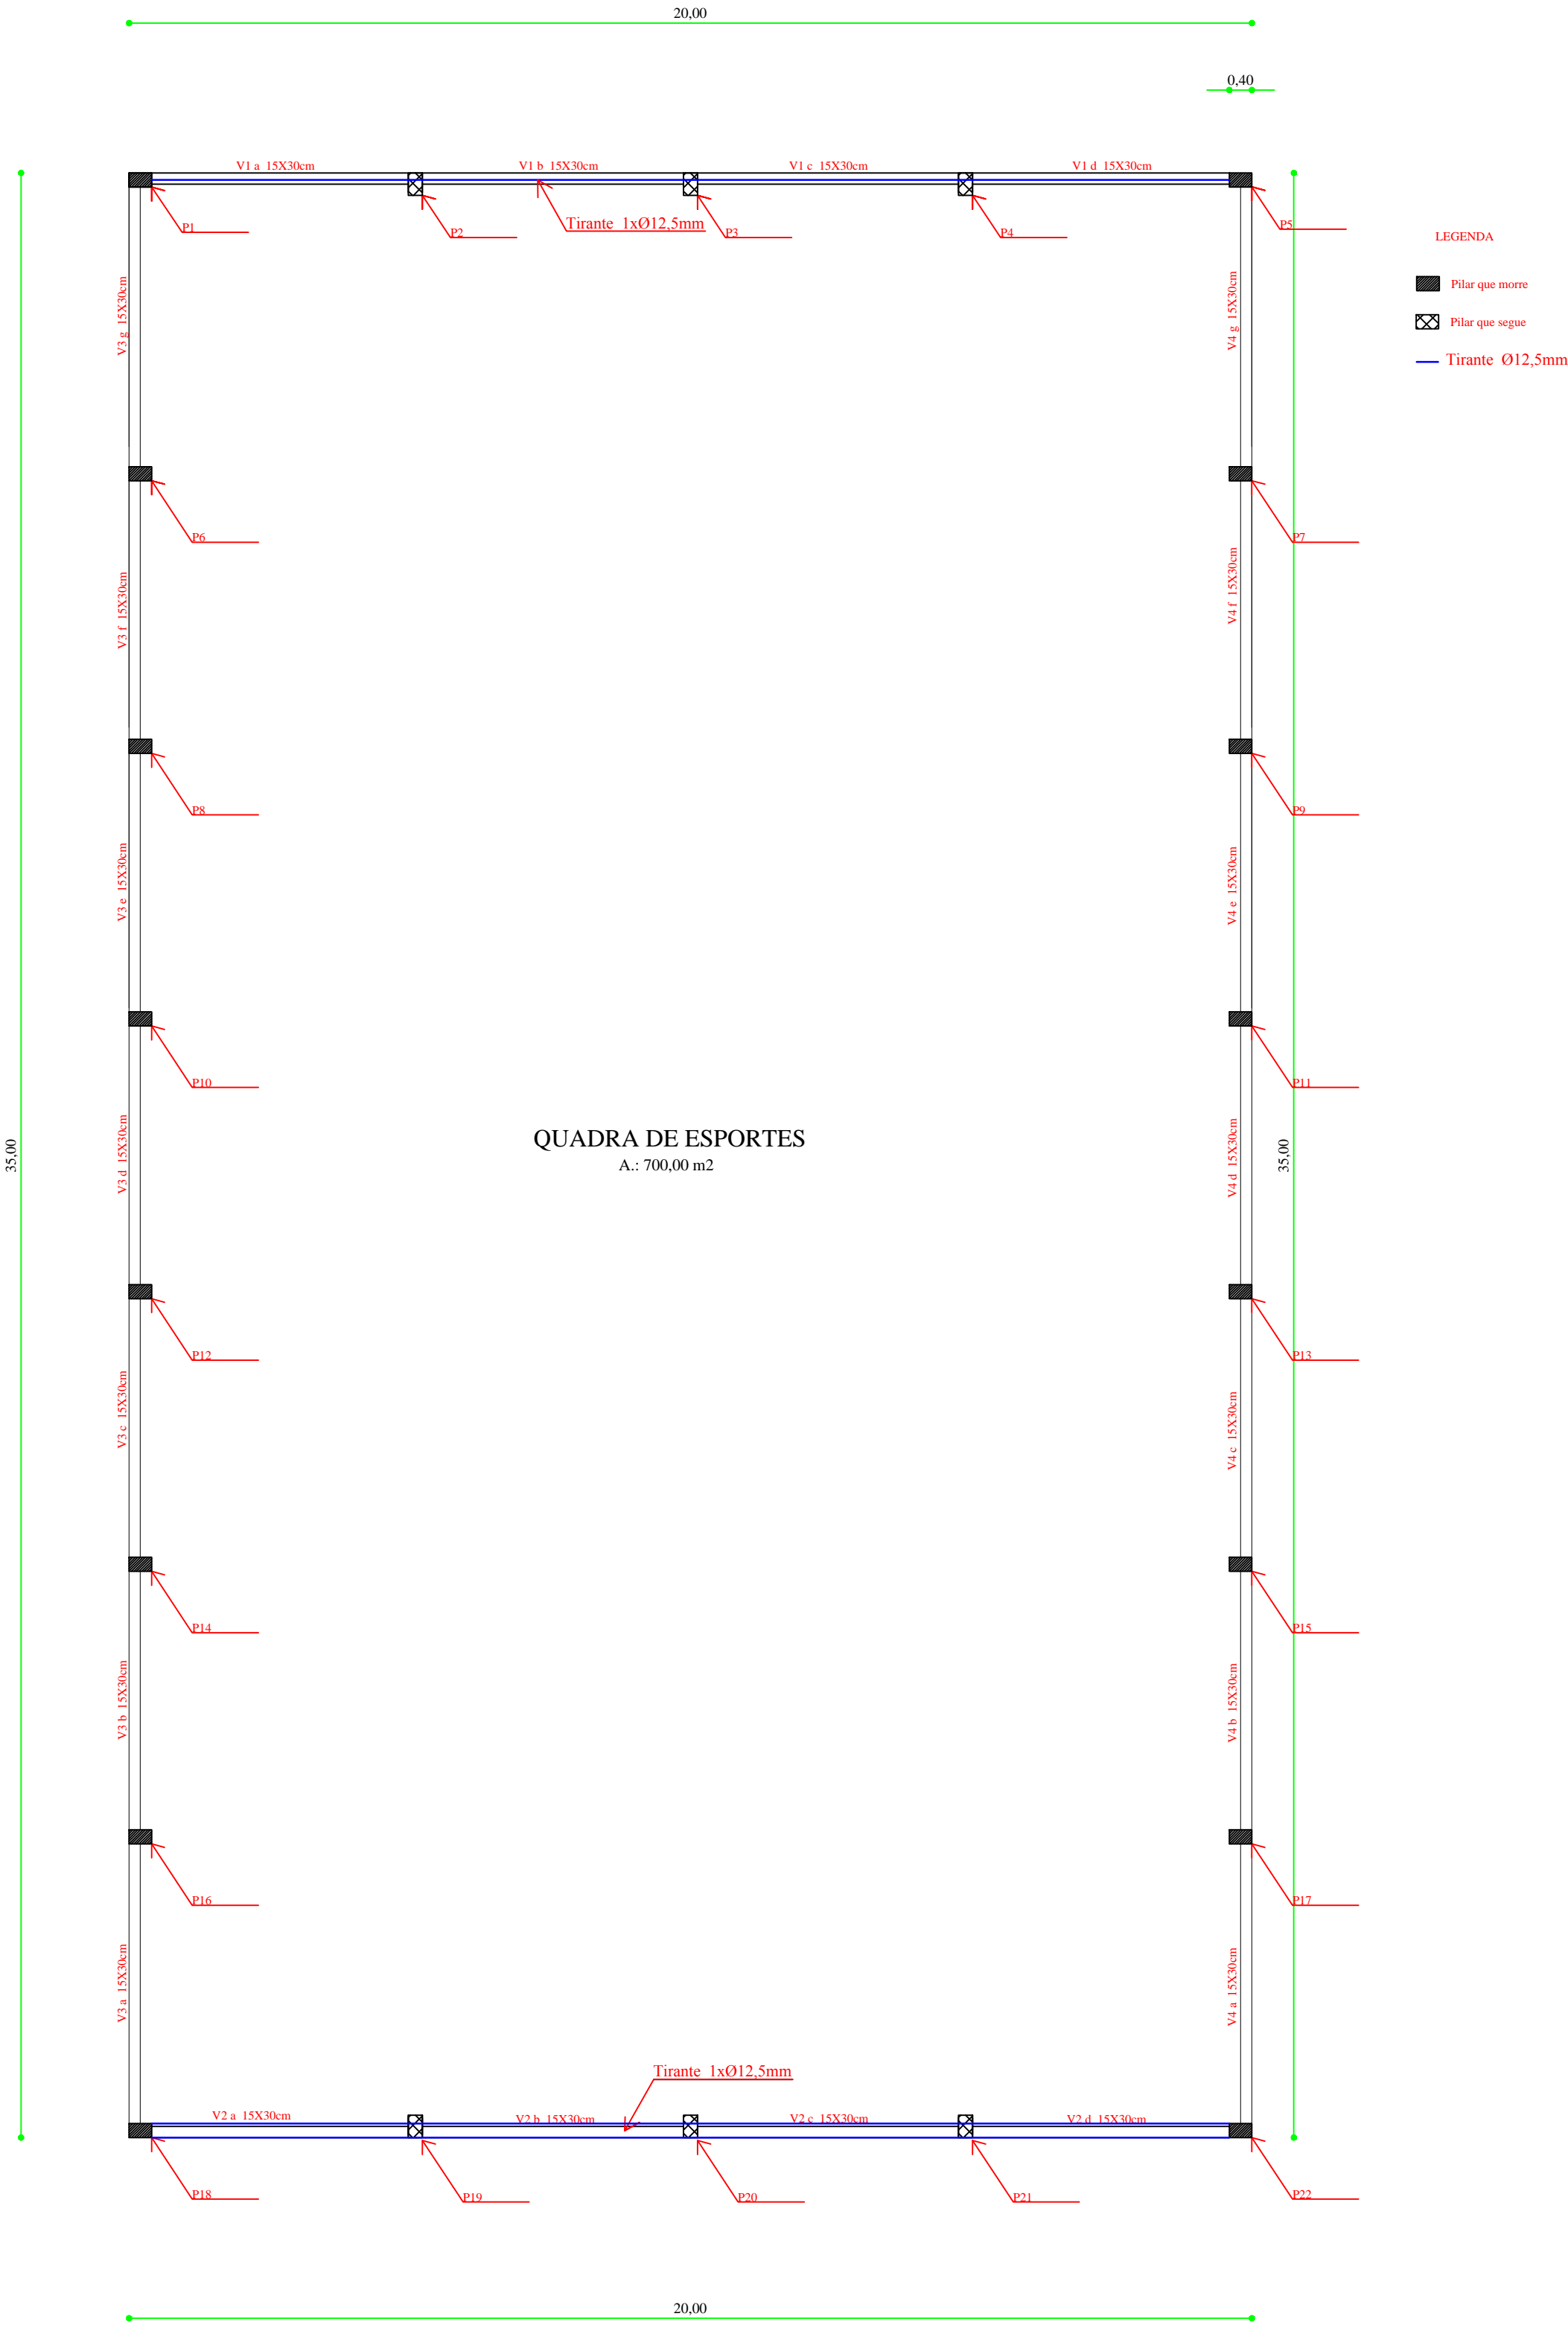 20,00
0,40
V1 a  15X30cm
V1 b  15X30cm
V1 c  15X30cm
V1 d  15X30cm
P1
P2
Tirante  1xØ12,5mm
P3
P4
P5
LEGENDA
Pilar que morre
Pilar que segue
Tirante  Ø12,5mm
V3 g  15X30cm
V4 g  15X30cm
P6
P7
V3 f  15X30cm
V4 f  15X30cm
P8
P9
V3 e  15X30cm
V4 e  15X30cm
P10
P11
35,00
V3 d  15X30cm
QUADRA DE ESPORTES
A.: 700,00 m2
V4 d  15X30cm
35,00
P12
P13
V3 c  15X30cm
V4 c  15X30cm
P14
P15
V3 b  15X30cm
V4 b  15X30cm
P16
P17
V3 a  15X30cm
V4 a  15X30cm
Tirante  1xØ12,5mm
V2 a  15X30cm
V2 b  15X30cm
V2 c  15X30cm
V2 d  15X30cm
P18
P19
P20
P21
P22
20,00